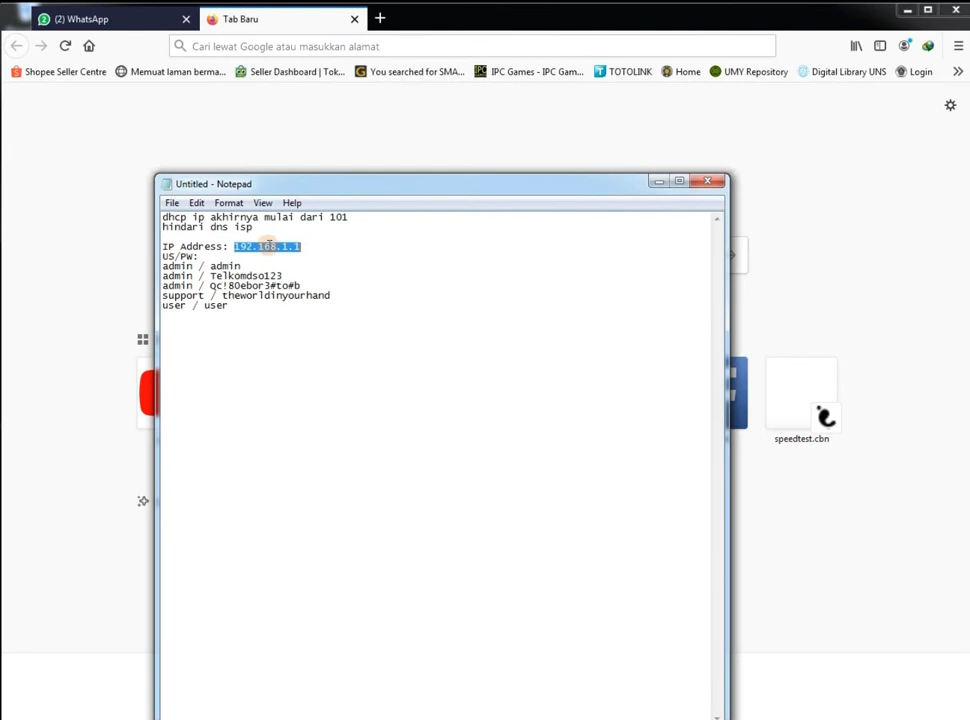 (2) WhatsApp
Tab Baru
Cari lewat Google atau masukkan alamat
Shopee Seller Centre
Memuat laman berma...
Seller Dashboard | Tok...
You searched for SMA...
IPC Games - IPC Gam...
TOTOLINK
Home
UMY Repository
Digital Library UNS
Login
Untitled - Notepad
File Edit Format View Help
dhcp ip akhirnya mulai dari 101
hindari dns isp
IP Address: 192.168.1.1
US/PW:
admin / admin
admin / Telkomdso123
admin / Qc!80ebor3#to#b
support / theworldinyourhand
user / user
speedtest.cbn